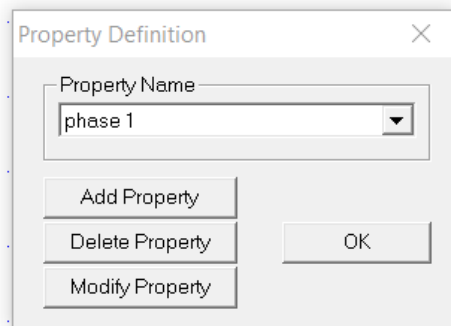 Property Definition
Property Name
phase 1
Add Property
Delete Property
OK
Modify Property